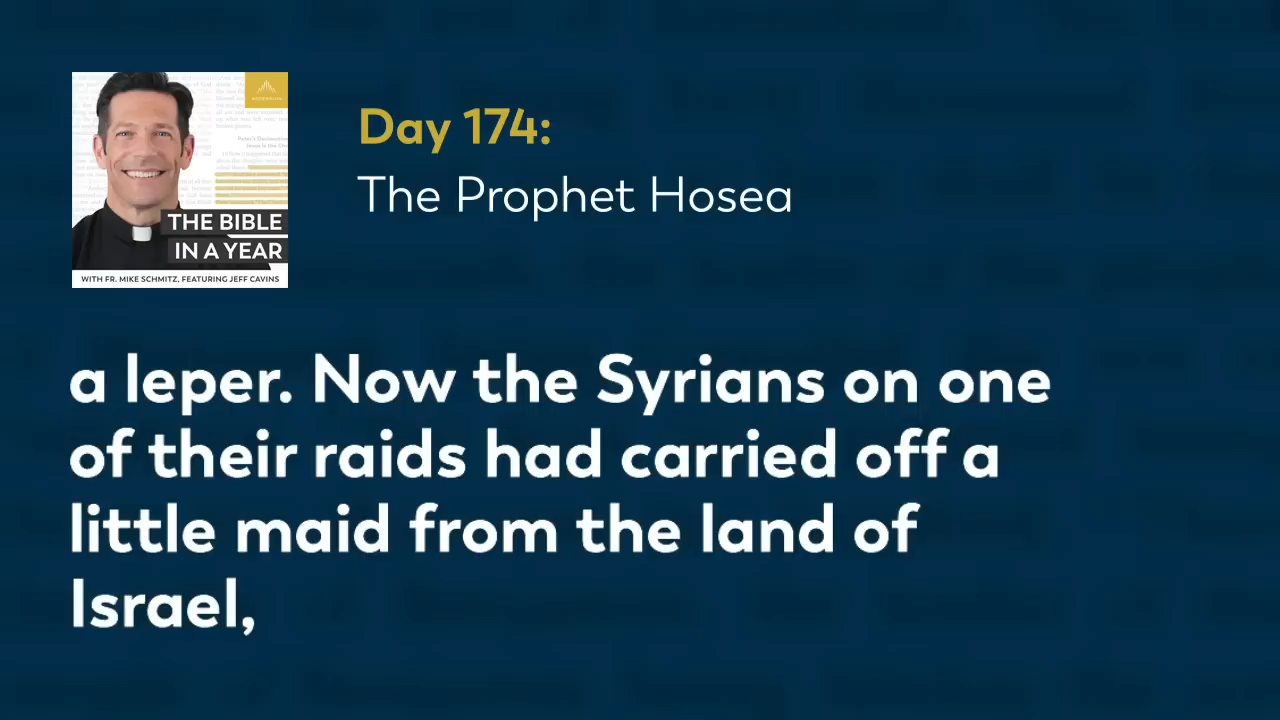 Day 174:
The Prophet Hosea
THE BIBLE
IN A YEAR
WITH FR. MIKE SCHMITZ, FEATURING JEFF CAVINS
a leper. Now the Syrians on one
of their raids had carried off a
little maid from the land of
Israel,